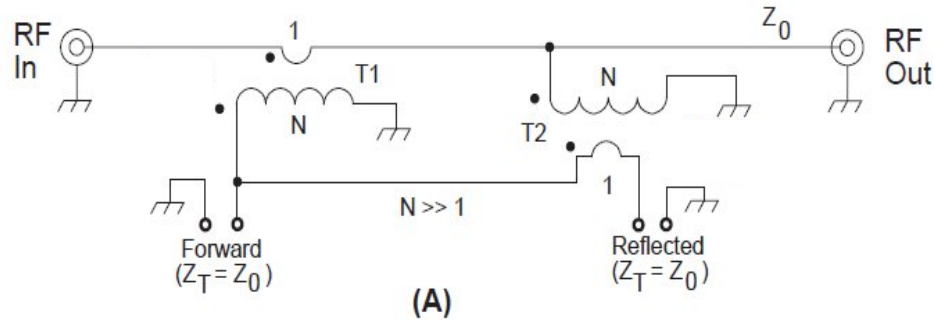 RF In
1
Z0
RF Out
T1
N
N
T2
1
N >> 1
Forward
(ZT = Z0)
Reflected
(ZT = Z0)
(A)